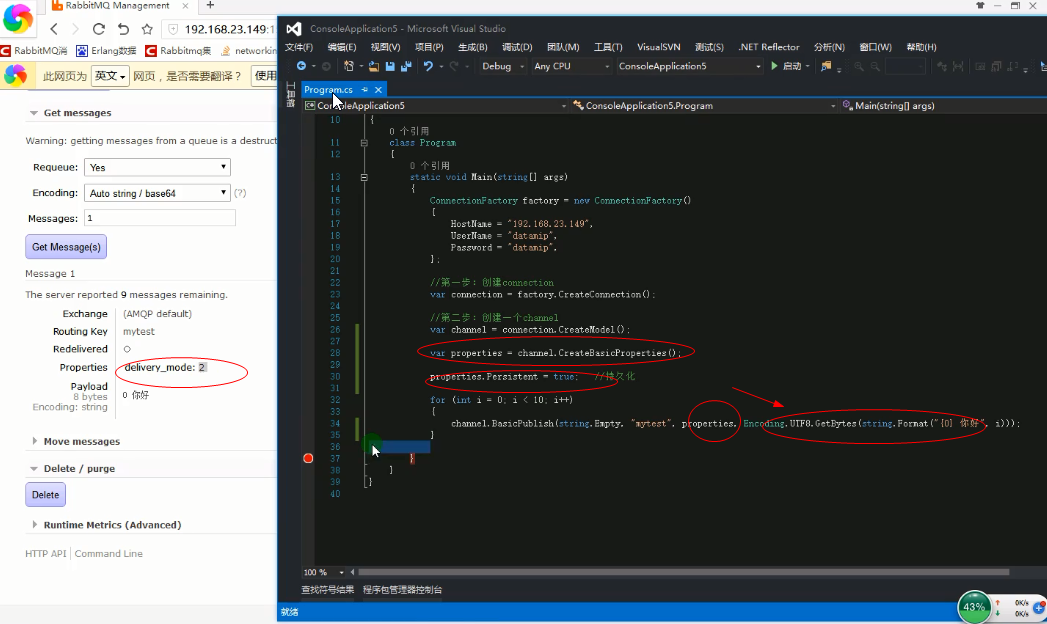 RabbitMQ Management
192.168.23.149:1
RabbitMQ消 Erlang数据 Rabbitmq集 networkin
此网页为 英文 网页，是否需要翻译？ 使用
Get messages
Warning: getting messages from a queue is a destruct
Requeue: Yes
Encoding: Auto string / base64 (?)
Messages: 1
Get Message(s)
Message 1
The server reported 9 messages remaining.
Exchange (AMQP default)
Routing Key mytest
Redelivered ○
Properties delivery_mode: 2
Payload
8 bytes
Encoding: string
0 你好
Move messages
Delete / purge
Delete
Runtime Metrics (Advanced)
HTTP API Command Line
ConsoleApplication5 - Microsoft Visual Studio
文件(F) 编辑(E) 视图(V) 项目(P) 生成(B) 调试(D) 团队(M) 工具(T) VisualSVN 测试(S) .NET Reflector 分析(N) 窗口(W) 帮助(H)
Debug Any CPU ConsoleApplication5 启动
Program.cs
ConsoleApplication5 ConsoleApplication5.Program Main(string[] args)
10 {
0 个引用
11 class Program
12 {
0 个引用
13 static void Main(string[] args)
14 {
15 ConnectionFactory factory = new ConnectionFactory()
16 {
17 HostName = "192.168.23.149",
18 UserName = "datamip",
19 Password = "datamip",
20 };
21
22 //第一步：创建connection
23 var connection = factory.CreateConnection();
24
25 //第二步：创建一个channel
26 var channel = connection.CreateModel();
27
28 var properties = channel.CreateBasicProperties();
29
30 properties.Persistent = true; //持久化
31
32 for (int i = 0; i < 10; i++)
33 {
34 channel.BasicPublish(string.Empty, "mytest", properties, Encoding.UTF8.GetBytes(string.Format("{0} 你好", i)));
35 }
36
37 }
38 }
39 }
40
100 %
查找符号结果 程序包管理器控制台
就绪
43% 0K/s
0K/s